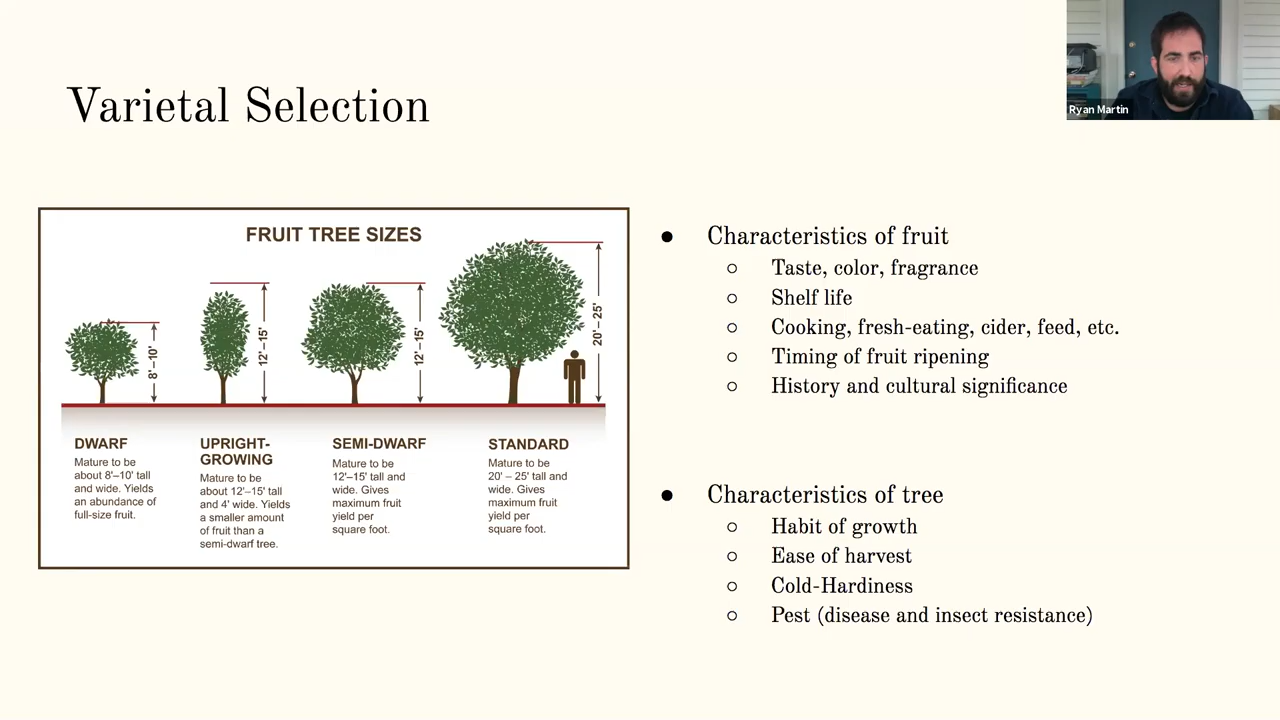 Ryan Martin
Varietal Selection
FRUIT TREE SIZES
8'–10'
12'–15'
12'–15'
20'–25'
DWARF
Mature to be
about 8'–10' tall
and wide. Yields
an abundance of
full-size fruit.
UPRIGHT-
GROWING
Mature to be
about 12'–15' tall
and 4' wide. Yields
a smaller amount
of fruit than a
semi-dwarf tree.
SEMI-DWARF
Mature to be
12'–15' tall and
wide. Gives
maximum fruit
yield per
square foot.
STANDARD
Mature to be
20' – 25' tall and
wide. Gives
maximum fruit
yield per
square foot.
● Characteristics of fruit
○ Taste, color, fragrance
○ Shelf life
○ Cooking, fresh-eating, cider, feed, etc.
○ Timing of fruit ripening
○ History and cultural significance
● Characteristics of tree
○ Habit of growth
○ Ease of harvest
○ Cold-Hardiness
○ Pest (disease and insect resistance)